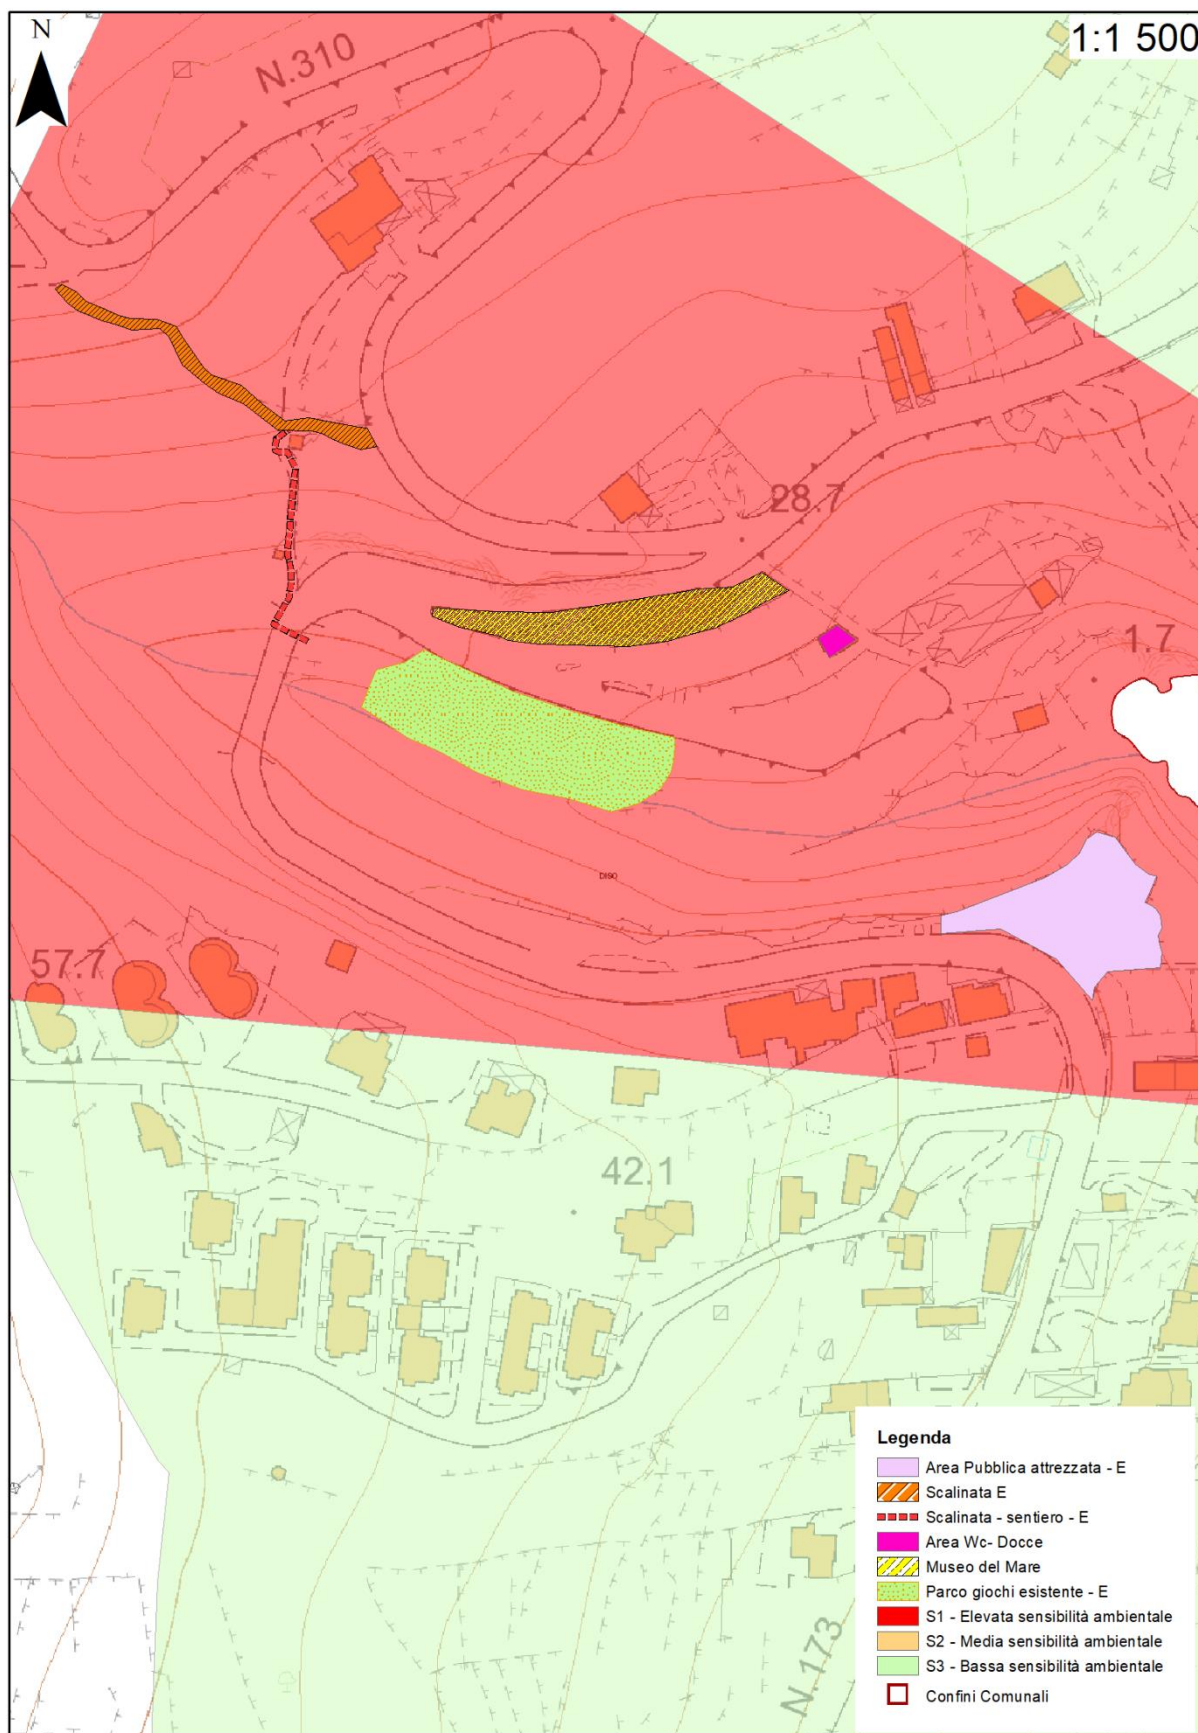 N
1:1 500
N.310
28.7
1.7
DISO
57.7
42.1
N.173
Legenda
Area Pubblica attrezzata - E
Scalinata E
Scalinata - sentiero - E
Area Wc- Docce
Museo del Mare
Parco giochi esistente - E
S1 - Elevata sensibilità ambientale
S2 - Media sensibilità ambientale
S3 - Bassa sensibilità ambientale
Confini Comunali